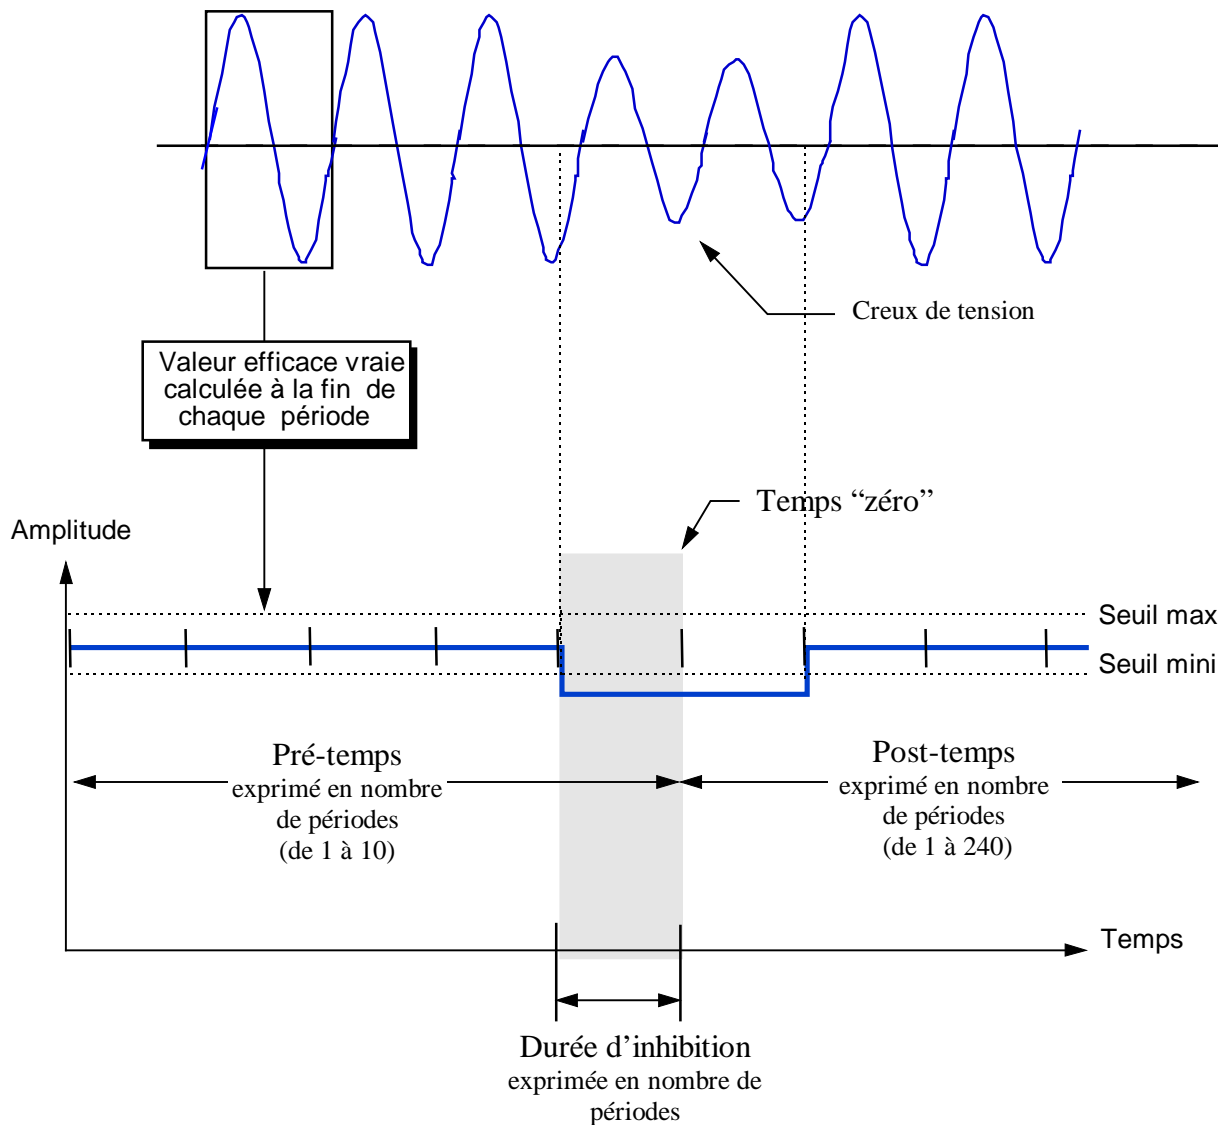 Creux de tension
Valeur efficace vraie
calculée à la fin de
chaque période
Temps “zéro”
Amplitude
Seuil max
Seuil mini
Pré-temps
exprimé en nombre
de périodes
(de 1 à 10)
Post-temps
exprimé en nombre
de périodes
(de 1 à 240)
Temps
Durée d’inhibition
exprimée en nombre de
périodes